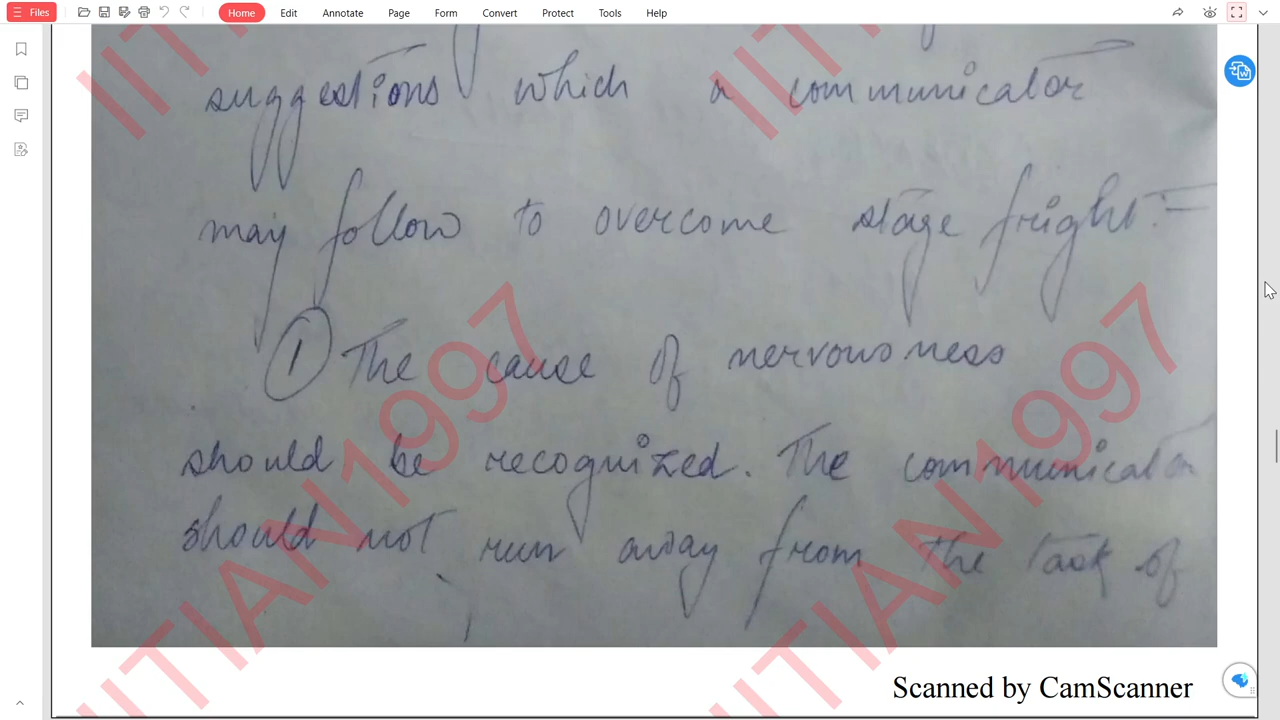 Files
Home Edit Annotate Page Form Convert Protect Tools Help
suggestions which a communicator
may follow to overcome stage fright:-
① The cause of nervousness
should be recognized. The communicator
should not run away from the task of
IITIAN1997
IITIAN1997
Scanned by CamScanner